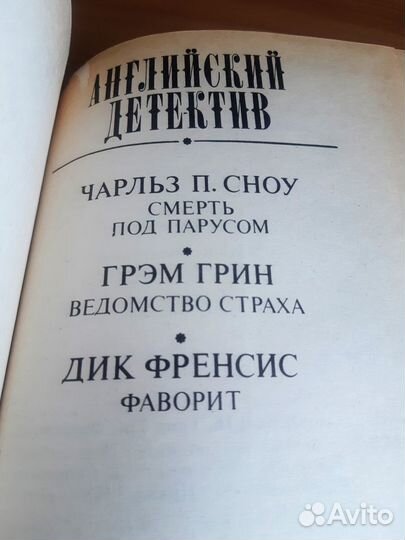 АНГЛИЙСКИЙ
ДЕТЕКТИВ
ЧАРЛЬЗ П. СНОУ
СМЕРТЬ
ПОД ПАРУСОМ
ГРЭМ ГРИН
ВЕДОМСТВО СТРАХА
ДИК ФРЕНСИС
ФАВОРИТ
Avito